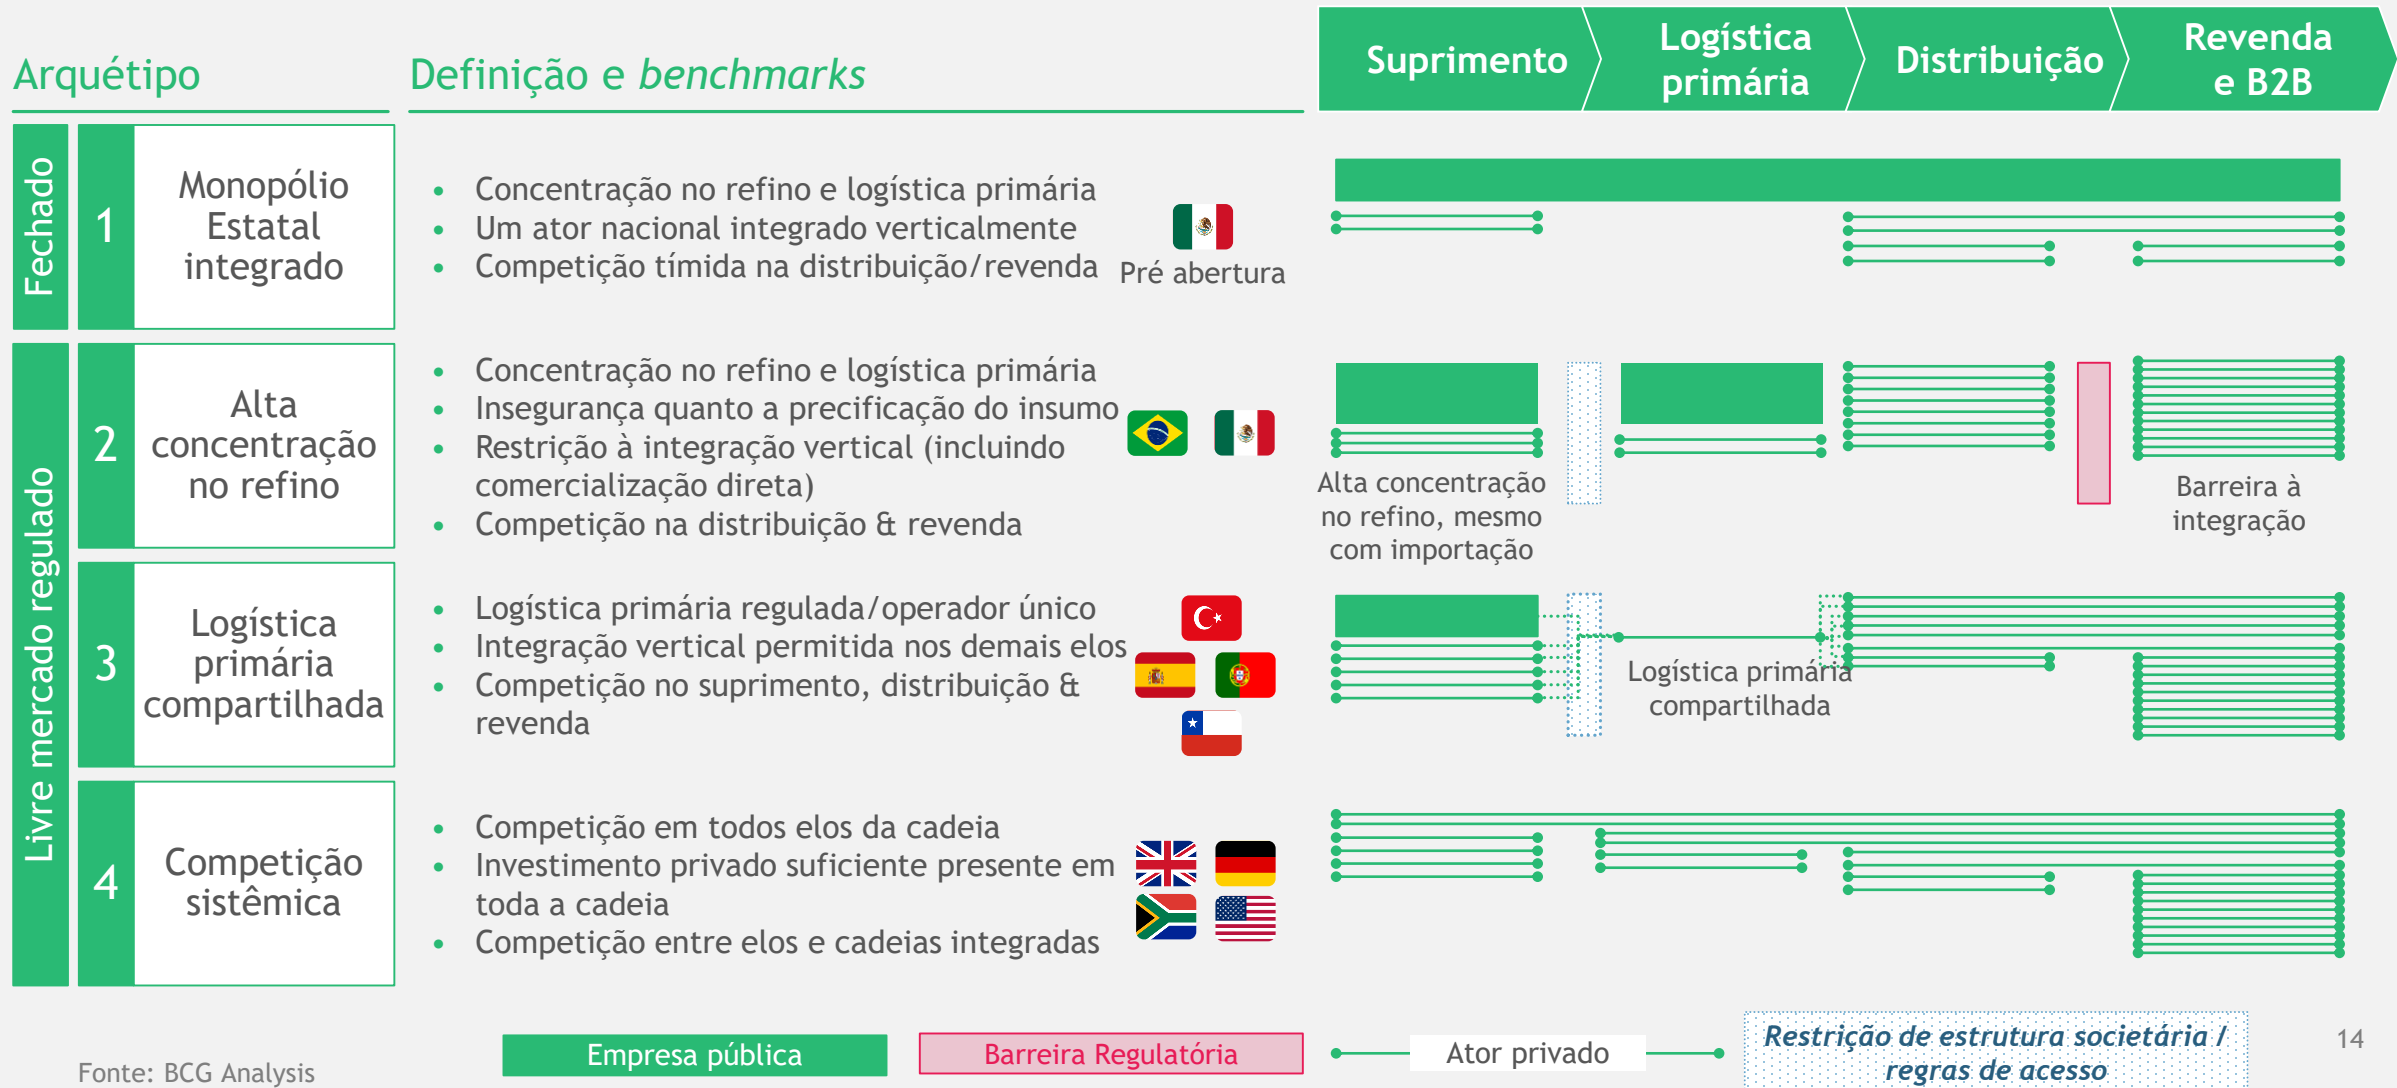 Arquétipo
Definição e benchmarks
Suprimento
Logística
primária
Distribuição
Revenda
e B2B
Fechado
1
Monopólio
Estatal
integrado
• Concentração no refino e logística primária
• Um ator nacional integrado verticalmente
• Competição tímida na distribuição/revenda
Pré abertura
Livre mercado regulado
2
Alta
concentração
no refino
• Concentração no refino e logística primária
• Insegurança quanto a precificação do insumo
• Restrição à integração vertical (incluindo
comercialização direta)
• Competição na distribuição & revenda
Alta concentração
no refino, mesmo
com importação
Barreira à
integração
3
Logística
primária
compartilhada
• Logística primária regulada/operador único
• Integração vertical permitida nos demais elos
• Competição no suprimento, distribuição &
revenda
Logística primária
compartilhada
4
Competição
sistêmica
• Competição em todos elos da cadeia
• Investimento privado suficiente presente em
toda a cadeia
• Competição entre elos e cadeias integradas
Empresa pública
Barreira Regulatória
Ator privado
Restrição de estrutura societária /
regras de acesso
14
Fonte: BCG Analysis